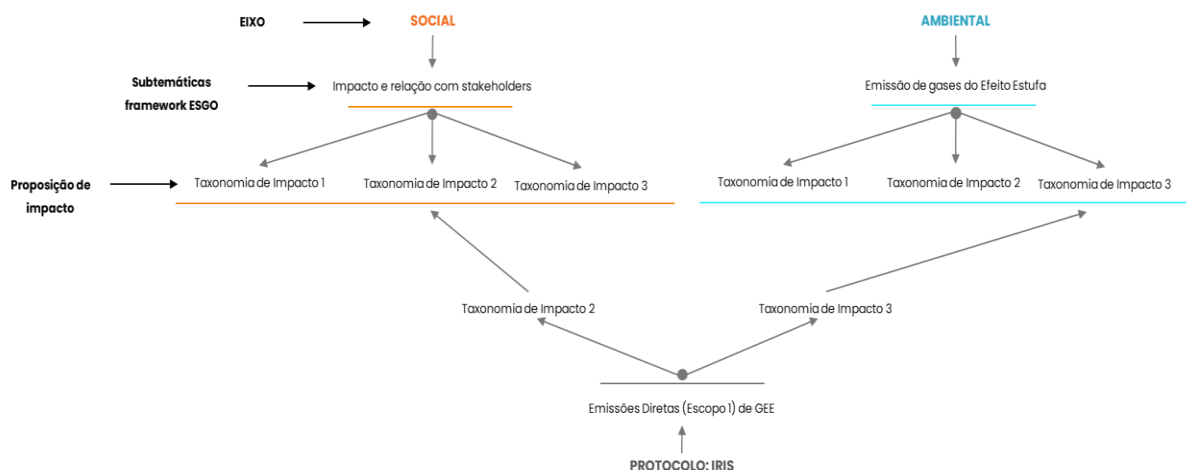 EIXO
SOCIAL
AMBIENTAL
Subtemáticas
framework ESGO
Impacto e relação com stakeholders
Emissão de gases do Efeito Estufa
Proposição de
impacto
Taxonomia de Impacto 1
Taxonomia de Impacto 2
Taxonomia de Impacto 3
Taxonomia de Impacto 1
Taxonomia de Impacto 2
Taxonomia de Impacto 3
Taxonomia de Impacto 2
Taxonomia de Impacto 3
Emissões Diretas (Escopo 1) de GEE
PROTOCOLO: IRIS